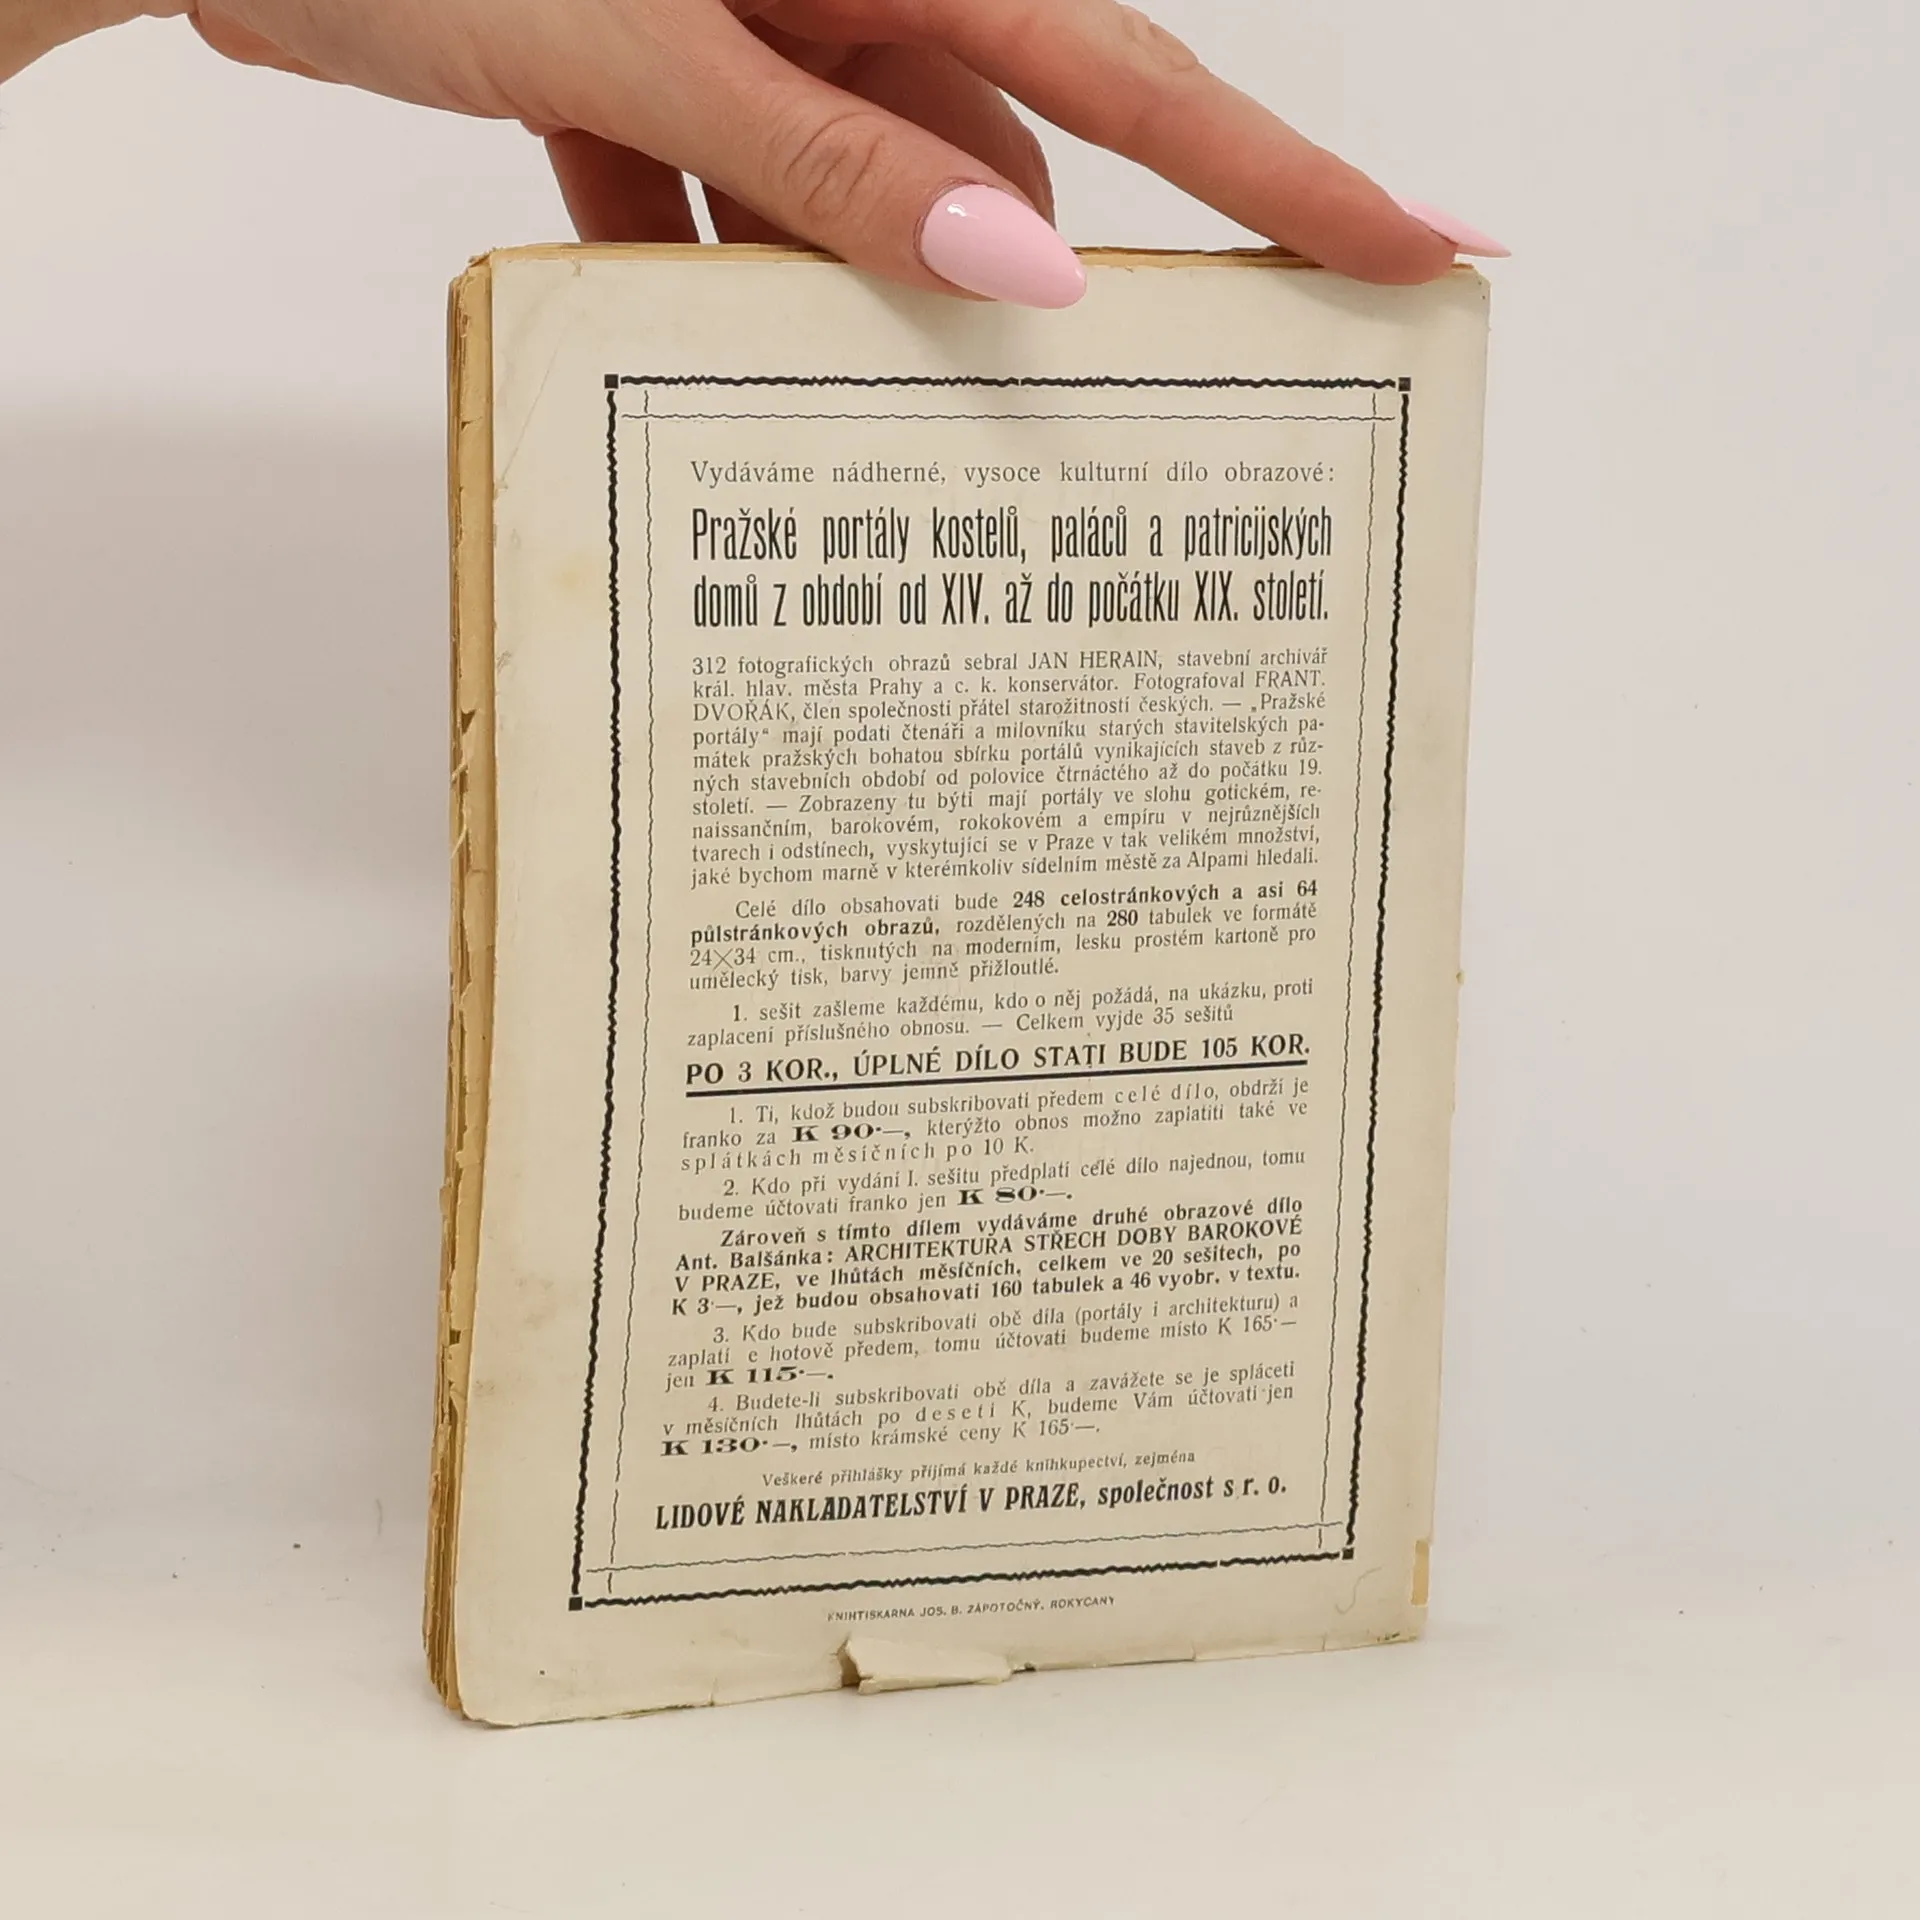 Vydáváme nádherné, vysoce kulturní dílo obrazové:
Pražské portály kostelů, paláců a patricijských
domů z období od XIV. až do počátku XIX. století.
312 fotografických obrazů sebral JAN HERAIN, stavební archivář
král. hlav. města Prahy a c. k. konservátor. Fotografoval FRANT.
DVOŘÁK, člen společnosti přátel starožitností českých. — „Pražské
portály“ mají podati čtenáři a milovníku starých stavitelských pa-
mátek pražských bohatou sbírku portálů vynikajících staveb z růz-
ných stavebních období od polovice čtrnáctého až do počátku 19.
století. — Zobrazeny tu býti mají portály ve slohu gotickém, re-
naissančním, barokovém, rokokovém a empíru v nejrůznějších
tvarech i odstínech, vyskytující se v Praze v tak velikém množství,
jaké bychom marně v kterémkoliv sídelním městě za Alpami hledali.
Celé dílo obsahovati bude 248 celostránkových a asi 64
půlstránkových obrazů, rozdělených na 280 tabulek ve formátě
24×34 cm., tisknutých na moderním, lesku prostém kartoně pro
umělecký tisk, barvy jemně přižloutlé.
1. sešit zašleme každému, kdo o něj požádá, na ukázku, proti
zaplacení příslušného obnosu. — Celkem vyjde 35 sešitů
PO 3 KOR., ÚPLNÉ DÍLO STATI BUDE 105 KOR.
1. Ti, kdož budou subskribovati předem celé dílo, obdrží je
franko za K 90·—, kterýžto obnos možno zaplatiti také ve
splátkách měsíčních po 10 K.
2. Kdo při vydání I. sešitu předplatí celé dílo najednou, tomu
budeme účtovati franko jen K 80·—.
Zároveň s tímto dílem vydáváme druhé obrazové dílo
Ant. Balšánka: ARCHITEKTURA STŘECH DOBY BAROKOVÉ
V PRAZE, ve lhůtách měsíčních, celkem ve 20 sešitech, po
K 3·—, jež budou obsahovati 160 tabulek a 46 vyobr. v textu.
3. Kdo bude subskribovati obě díla (portály i architekturu) a
zaplatí e hotově předem, tomu účtovati budeme místo K 165·—
jen K 115·—.
4. Budete-li subskribovati obě díla a zavážete se je spláceti
v měsíčních lhůtách po deseti K, budeme Vám účtovati jen
K 130·—, místo krámské ceny K 165·—.
Veškeré přihlášky přijímá každé knihkupectví, zejména
LIDOVÉ NAKLADATELSTVÍ V PRAZE, společnost s r. o.
KNIHTISKARNA JOS. B. ZÁPOTOČNÝ, ROKYCANY